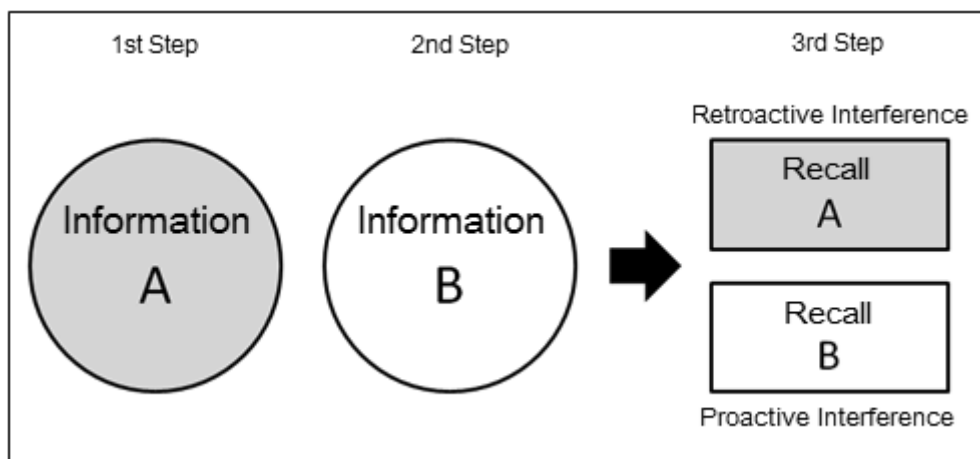 1st Step
2nd Step
3rd Step
Information
A
Information
B
Retroactive Interference
Recall
A
Recall
B
Proactive Interference